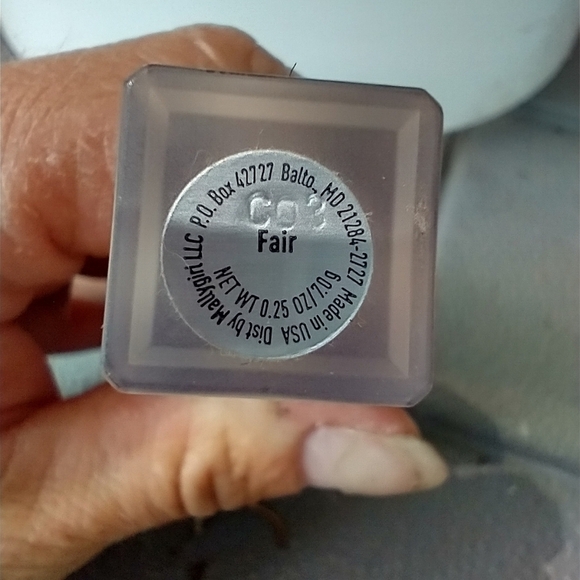 Dist by Mallygirl LLC P.O. Box 42727 Balto., MD 21284-2727 Made in USA
Fair
NET WT 0.25 OZ/7.0g